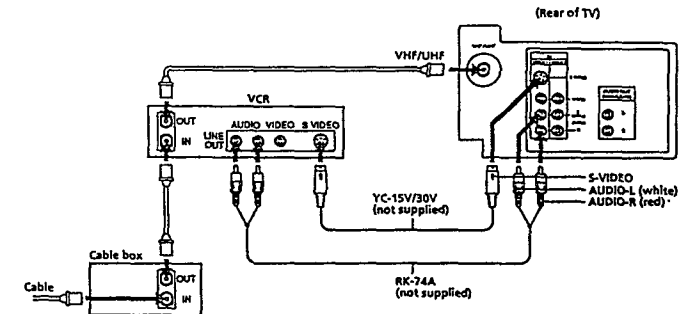 (Rear of TV)
VHF/UHF
VCR
OUT
IN
LINE OUT
AUDIO VIDEO S VIDEO
S-VIDEO
AUDIO-L (white)
AUDIO-R (red)
YC-15V/30V
(not supplied)
RK-74A
(not supplied)
Cable box
OUT
IN
Cable